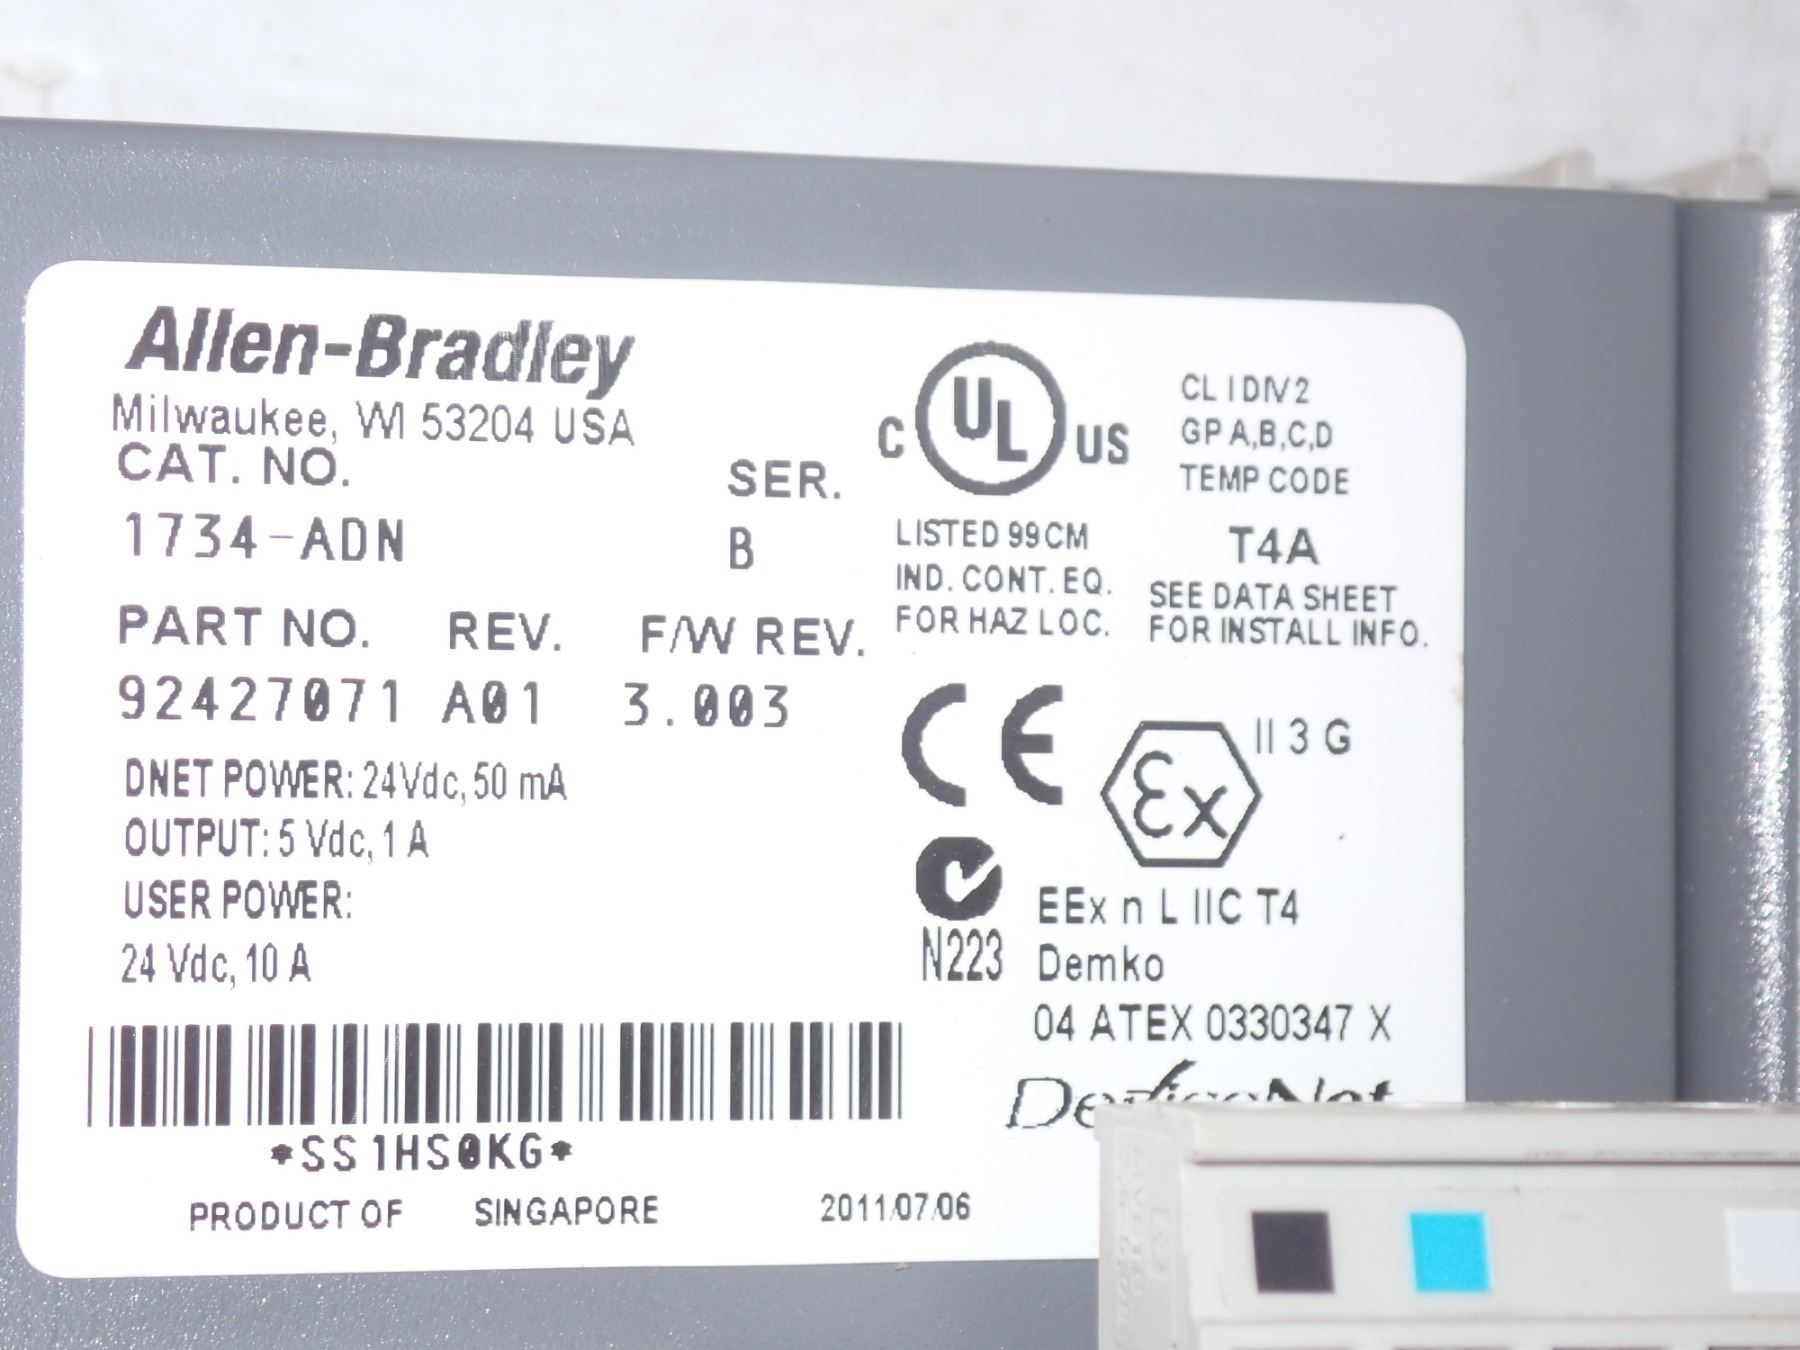 Allen-Bradley
Milwaukee, WI 53204 USA
CAT. NO. SER.
1734-ADN B
PART NO. REV. F/W REV.
92427071 A01 3.003
DNET POWER: 24Vdc, 50 mA
OUTPUT: 5 Vdc, 1 A
USER POWER:
24 Vdc, 10 A
*SS1HS0KG*
PRODUCT OF SINGAPORE 2011/07/06
C UL US
LISTED 99CM
IND. CONT. EQ.
FOR HAZ LOC.
CL I DIV 2
GP A,B,C,D
TEMP CODE
T4A
SEE DATA SHEET
FOR INSTALL INFO.
CE
Ex II 3 G
N223
EEx n L IIC T4
Demko
04 ATEX 0330347 X
DeviceNet